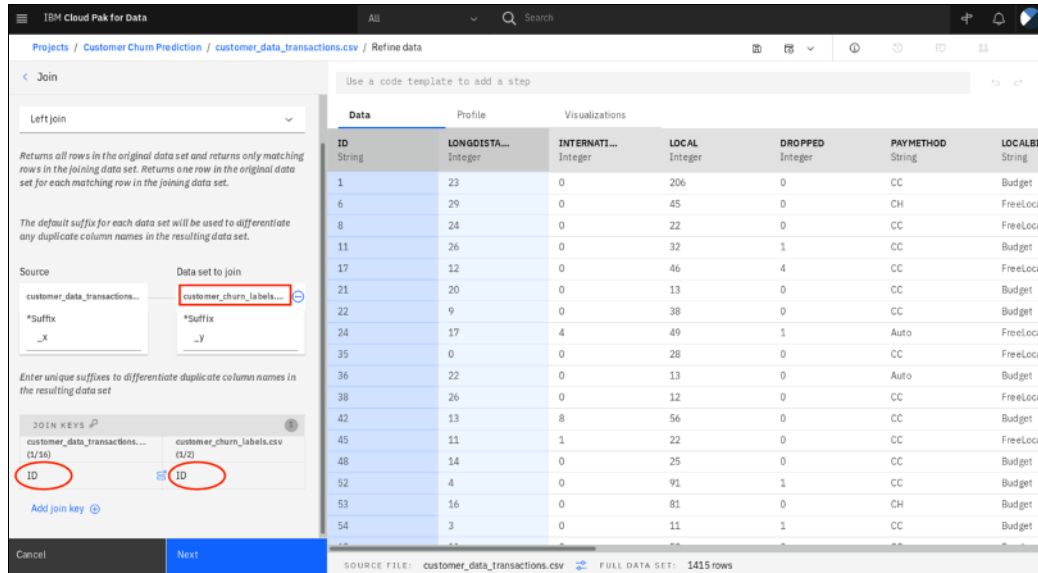 IBM Cloud Pak for Data
All
Search
Projects / Customer Churn Prediction / customer_data_transactions.csv / Refine data
Join
Use a code template to add a step
Left join
Returns all rows in the original data set and returns only matching
rows in the joining data set. Returns one row in the original data
set for each matching row in the joining data set.
The default suffix for each data set will be used to differentiate
any duplicate column names in the resulting data set.
Source Data set to join
customer_data_transactions... customer_churn_labels....
*Suffix *Suffix
_x _y
Enter unique suffixes to differentiate duplicate column names in
the resulting data set
JOIN KEYS 1
customer_data_transactions.... customer_churn_labels.csv
(1/16) (1/2)
ID ID
Add join key
Cancel Next
Data Profile Visualizations
ID LONGDISTA... INTERNATI... LOCAL DROPPED PAYMETHOD LOCALBI
String Integer Integer Integer Integer String String
1 23 0 206 0 CC Budget
6 29 0 45 0 CH FreeLoca
8 24 0 22 0 CC FreeLoca
11 26 0 32 1 CC Budget
17 12 0 46 4 CC FreeLoca
21 20 0 13 0 CC Budget
22 9 0 38 0 CC Budget
24 17 4 49 1 Auto FreeLoca
35 0 0 28 0 CC FreeLoca
36 22 0 13 0 Auto Budget
38 26 0 12 0 CC FreeLoca
42 13 8 56 0 CC Budget
45 11 1 22 0 CC FreeLoca
48 14 0 25 0 CC Budget
52 4 0 91 1 CC Budget
53 16 0 81 0 CH Budget
54 3 0 11 1 CC Budget
SOURCE FILE: customer_data_transactions.csv FULL DATA SET: 1415 rows